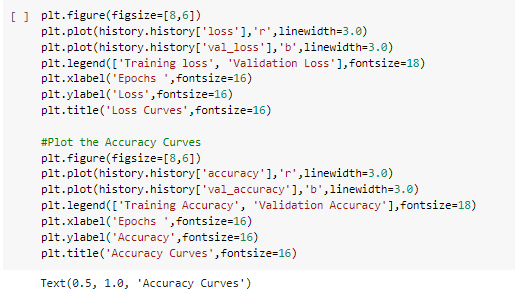 [ ] plt.figure(figsize=[8,6])
plt.plot(history.history['loss'],'r',linewidth=3.0)
plt.plot(history.history['val_loss'],'b',linewidth=3.0)
plt.legend(['Training loss', 'Validation Loss'],fontsize=18)
plt.xlabel('Epochs ',fontsize=16)
plt.ylabel('Loss',fontsize=16)
plt.title('Loss Curves',fontsize=16)

#Plot the Accuracy Curves
plt.figure(figsize=[8,6])
plt.plot(history.history['accuracy'],'r',linewidth=3.0)
plt.plot(history.history['val_accuracy'],'b',linewidth=3.0)
plt.legend(['Training Accuracy', 'Validation Accuracy'],fontsize=18)
plt.xlabel('Epochs ',fontsize=16)
plt.ylabel('Accuracy',fontsize=16)
plt.title('Accuracy Curves',fontsize=16)

Text(0.5, 1.0, 'Accuracy Curves')